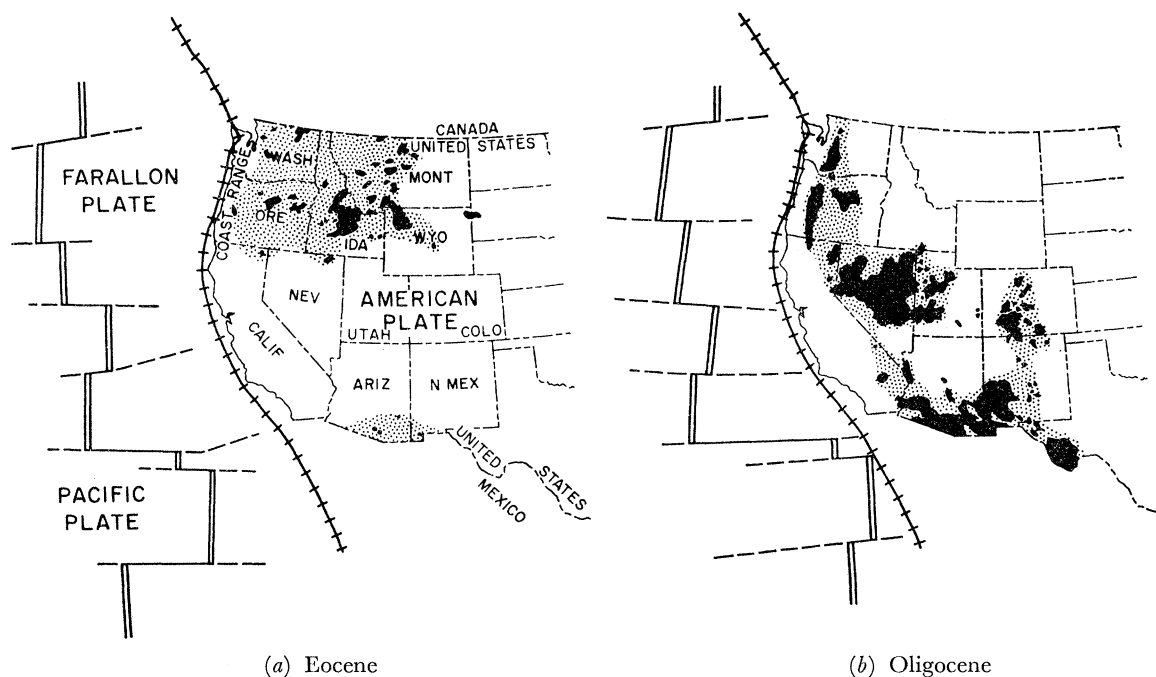 CANADA
UNITED STATES
FARALLON
PLATE
COAST RANGE
WASH
MONT
ORE
IDA
WYO
NEV
AMERICAN
PLATE
UTAH
COLO
CALIF
ARIZ
N MEX
UNITED STATES
MEXICO
PACIFIC
PLATE
(a) Eocene
(b) Oligocene